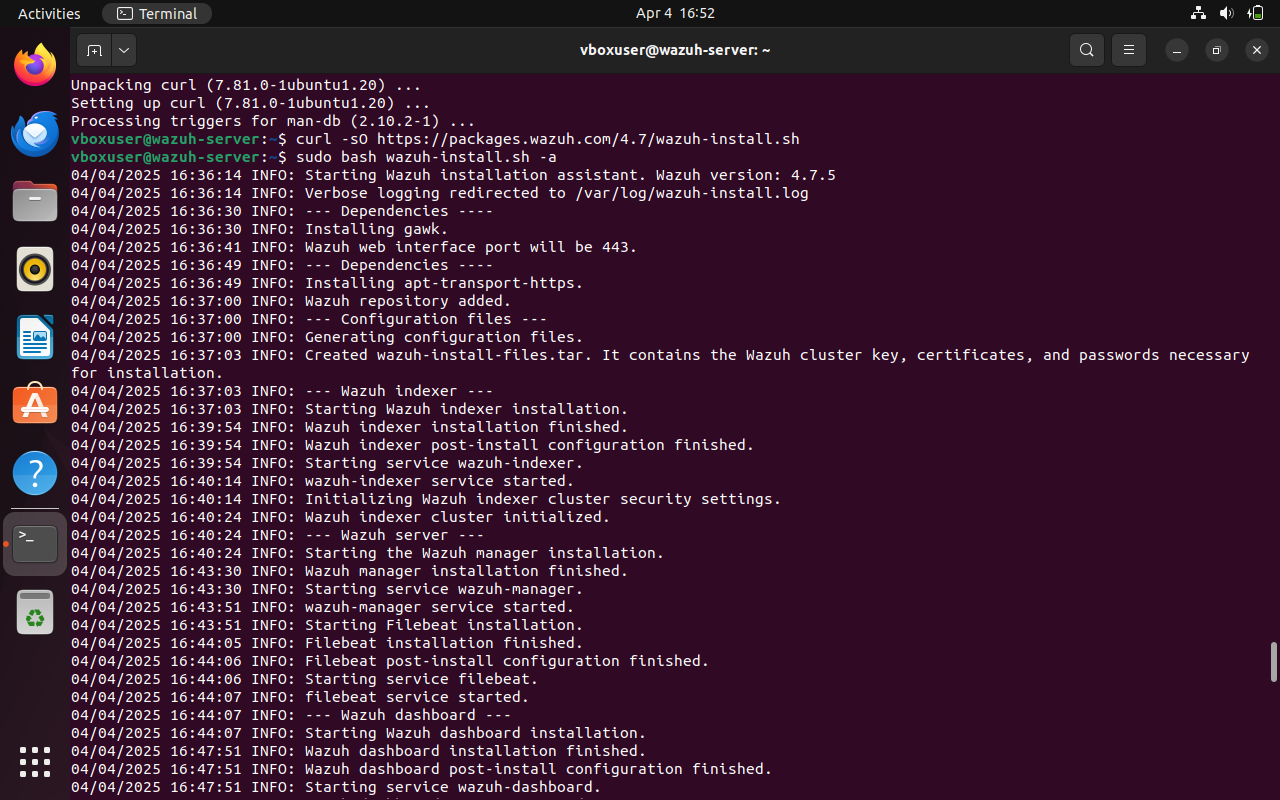 Activities
Terminal
Apr 4 16:52
vboxuser@wazuh-server: ~
Unpacking curl (7.81.0-1ubuntu1.20) ...
Setting up curl (7.81.0-1ubuntu1.20) ...
Processing triggers for man-db (2.10.2-1) ...
vboxuser@wazuh-server:~$ curl -sO https://packages.wazuh.com/4.7/wazuh-install.sh
vboxuser@wazuh-server:~$ sudo bash wazuh-install.sh -a
04/04/2025 16:36:14 INFO: Starting Wazuh installation assistant. Wazuh version: 4.7.5
04/04/2025 16:36:14 INFO: Verbose logging redirected to /var/log/wazuh-install.log
04/04/2025 16:36:30 INFO: --- Dependencies ----
04/04/2025 16:36:30 INFO: Installing gawk.
04/04/2025 16:36:41 INFO: Wazuh web interface port will be 443.
04/04/2025 16:36:49 INFO: --- Dependencies ----
04/04/2025 16:36:49 INFO: Installing apt-transport-https.
04/04/2025 16:37:00 INFO: Wazuh repository added.
04/04/2025 16:37:00 INFO: --- Configuration files ---
04/04/2025 16:37:00 INFO: Generating configuration files.
04/04/2025 16:37:03 INFO: Created wazuh-install-files.tar. It contains the Wazuh cluster key, certificates, and passwords necessary
for installation.
04/04/2025 16:37:03 INFO: --- Wazuh indexer ---
04/04/2025 16:37:03 INFO: Starting Wazuh indexer installation.
04/04/2025 16:39:54 INFO: Wazuh indexer installation finished.
04/04/2025 16:39:54 INFO: Wazuh indexer post-install configuration finished.
04/04/2025 16:39:54 INFO: Starting service wazuh-indexer.
04/04/2025 16:40:14 INFO: wazuh-indexer service started.
04/04/2025 16:40:14 INFO: Initializing Wazuh indexer cluster security settings.
04/04/2025 16:40:24 INFO: Wazuh indexer cluster initialized.
04/04/2025 16:40:24 INFO: --- Wazuh server ---
04/04/2025 16:40:24 INFO: Starting the Wazuh manager installation.
04/04/2025 16:43:30 INFO: Wazuh manager installation finished.
04/04/2025 16:43:30 INFO: Starting service wazuh-manager.
04/04/2025 16:43:51 INFO: wazuh-manager service started.
04/04/2025 16:43:51 INFO: Starting Filebeat installation.
04/04/2025 16:44:05 INFO: Filebeat installation finished.
04/04/2025 16:44:06 INFO: Filebeat post-install configuration finished.
04/04/2025 16:44:06 INFO: Starting service filebeat.
04/04/2025 16:44:07 INFO: filebeat service started.
04/04/2025 16:44:07 INFO: --- Wazuh dashboard ---
04/04/2025 16:44:07 INFO: Starting Wazuh dashboard installation.
04/04/2025 16:47:51 INFO: Wazuh dashboard installation finished.
04/04/2025 16:47:51 INFO: Wazuh dashboard post-install configuration finished.
04/04/2025 16:47:51 INFO: Starting service wazuh-dashboard.